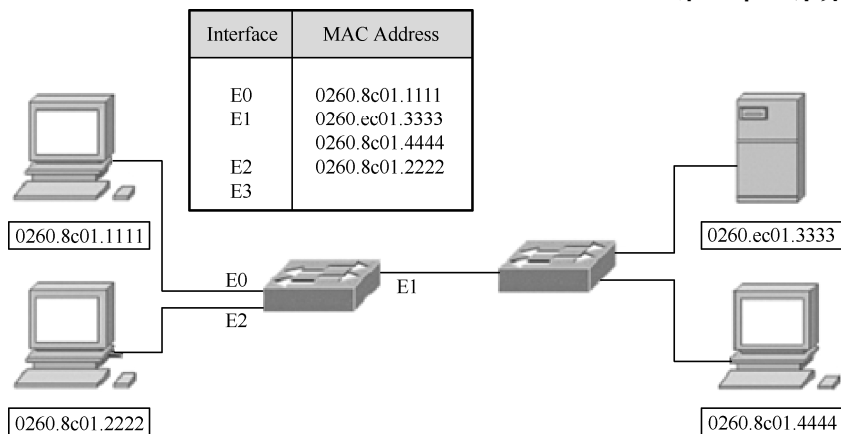 Interface MAC Address
E0 0260.8c01.1111
E1 0260.ec01.3333
0260.8c01.4444
E2 0260.8c01.2222
E3
0260.8c01.1111
0260.ec01.3333
E0
E1
E2
0260.8c01.2222
0260.8c01.4444